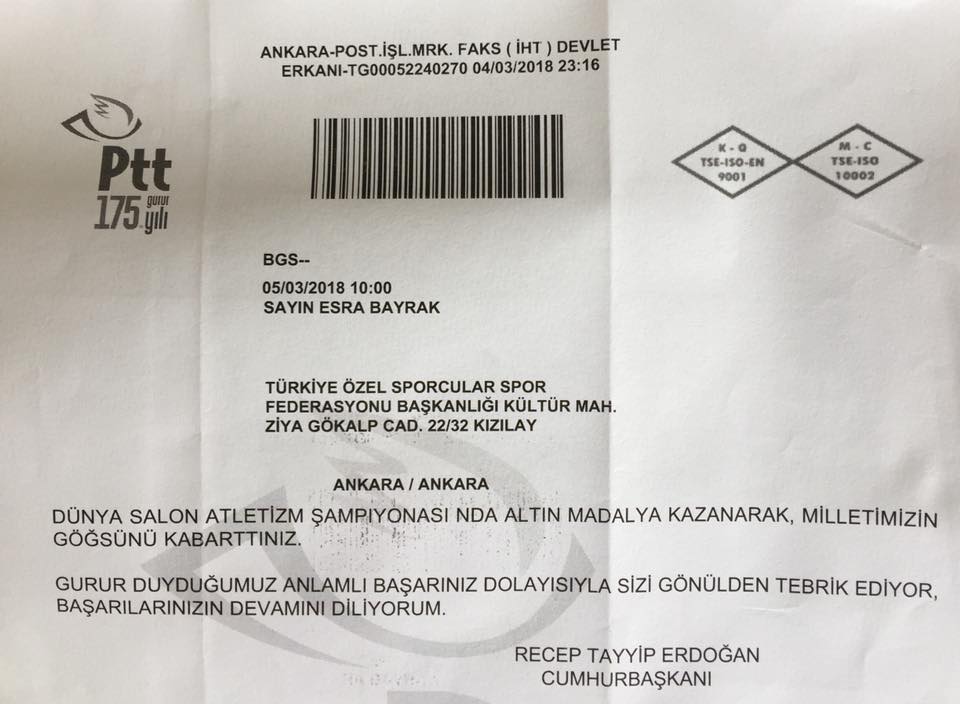 ANKARA-POST.İŞL.MRK. FAKS ( İHT ) DEVLET
ERKANI-TG00052240270 04/03/2018 23:16
Ptt
175. gurur yılı
K - Q
TSE-ISO-EN
9001
M - C
TSE-ISO
10002
BGS--
05/03/2018 10:00
SAYIN ESRA BAYRAK
TÜRKİYE ÖZEL SPORCULAR SPOR
FEDERASYONU BAŞKANLIĞI KÜLTÜR MAH.
ZİYA GÖKALP CAD. 22/32 KIZILAY
ANKARA / ANKARA
DÜNYA SALON ATLETİZM ŞAMPIYONASI NDA ALTIN MADALYA KAZANARAK, MİLLETİMİZİN
GÖĞSÜNÜ KABARTTINIZ.
GURUR DUYDUĞUMUZ ANLAMLI BAŞARINIZ DOLAYISIYLA SİZİ GÖNÜLDEN TEBRİK EDİYOR,
BAŞARILARINIZIN DEVAMINI DİLİYORUM.
RECEP TAYYİP ERDOĞAN
CUMHURBAŞKANI